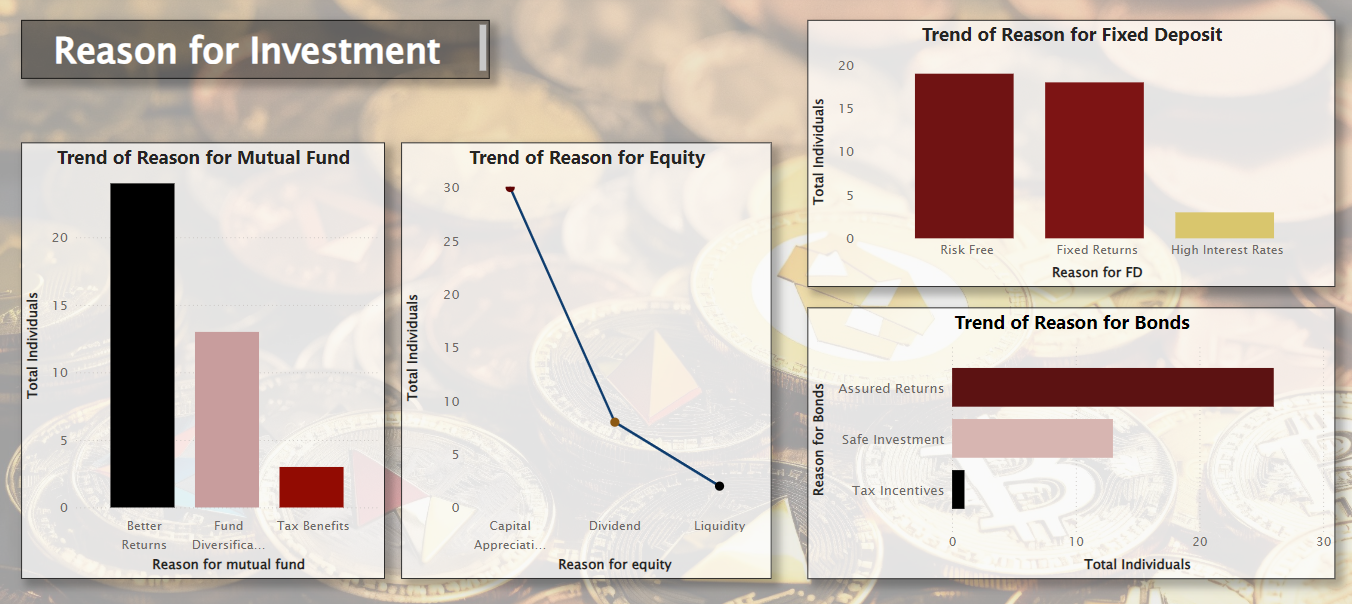 Reason for Investment
Trend of Reason for Mutual Fund
Total Individuals
20
15
10
5
0
Better Returns
Fund Diversifica...
Tax Benefits
Reason for mutual fund
Trend of Reason for Equity
Total Individuals
30
25
20
15
10
5
0
Capital Appreciati...
Dividend
Liquidity
Reason for equity
Trend of Reason for Fixed Deposit
Total Individuals
20
15
10
5
0
Risk Free
Fixed Returns
High Interest Rates
Reason for FD
Trend of Reason for Bonds
Reason for Bonds
Assured Returns
Safe Investment
Tax Incentives
0
10
20
30
Total Individuals